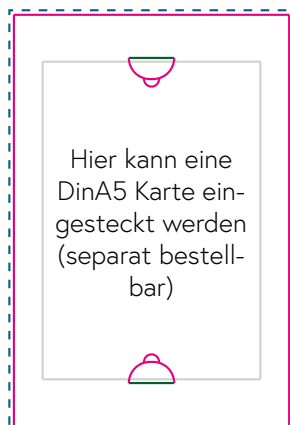 Hier kann eine
DinA5 Karte ein-
gesteckt werden
(separat bestell-
bar)